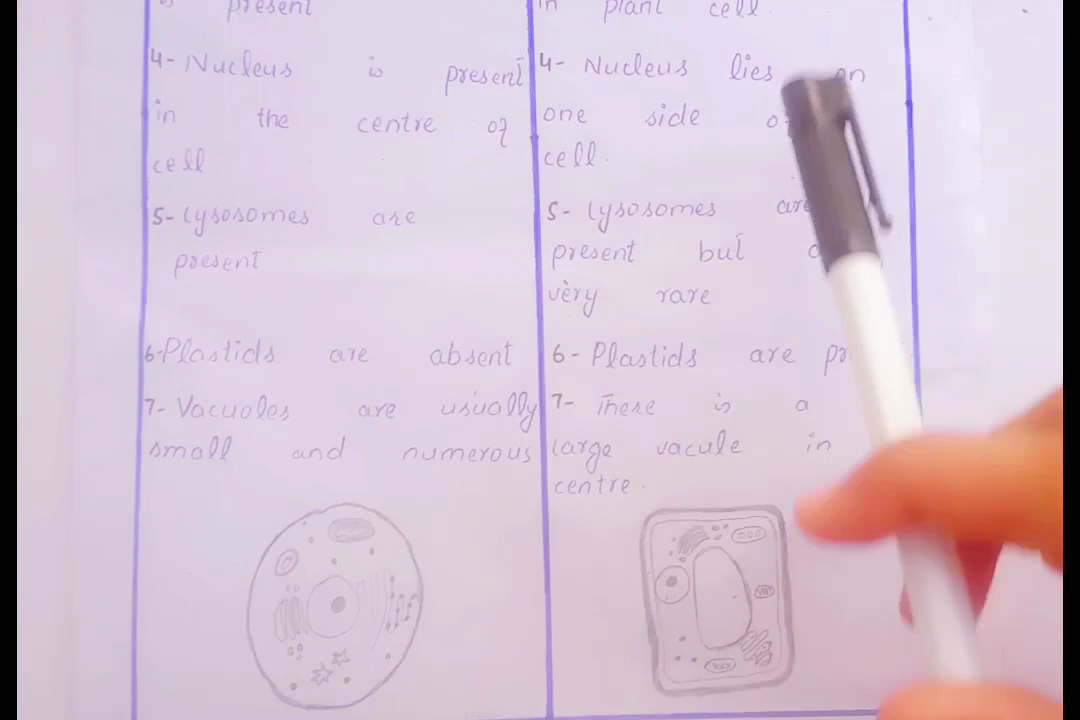 present
4- Nucleus is present
in the centre of
cell
5- Lysosomes are
present
6- Plastids are absent
7- Vacuoles are usually
small and numerous
in plant cell.
4- Nucleus lies on
one side
cell.
5- Lysosomes are
present but
very rare
6- Plastids are
7- There is a
large vacule in
centre.